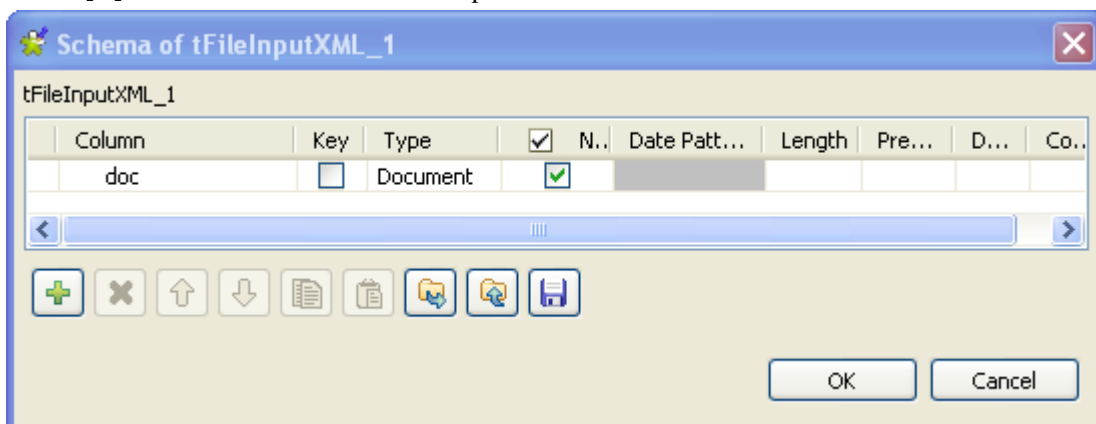 Schema of tFileInputXML_1
tFileInputXML_1
Column Key Type N.. Date Patt... Length Pre... D... Co..
doc Document
OK Cancel